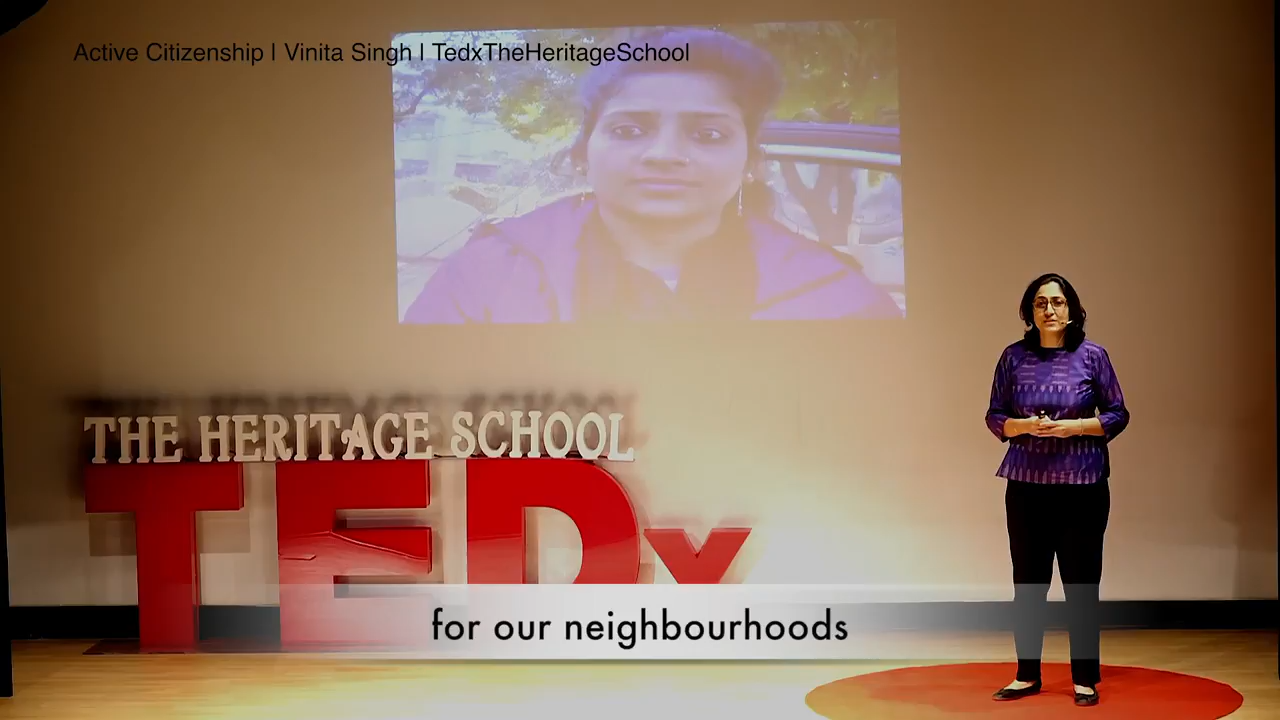 Active Citizenship | Vinita Singh | TedxTheHeritageSchool
THE HERITAGE SCHOOL
TEDx
for our neighbourhoods